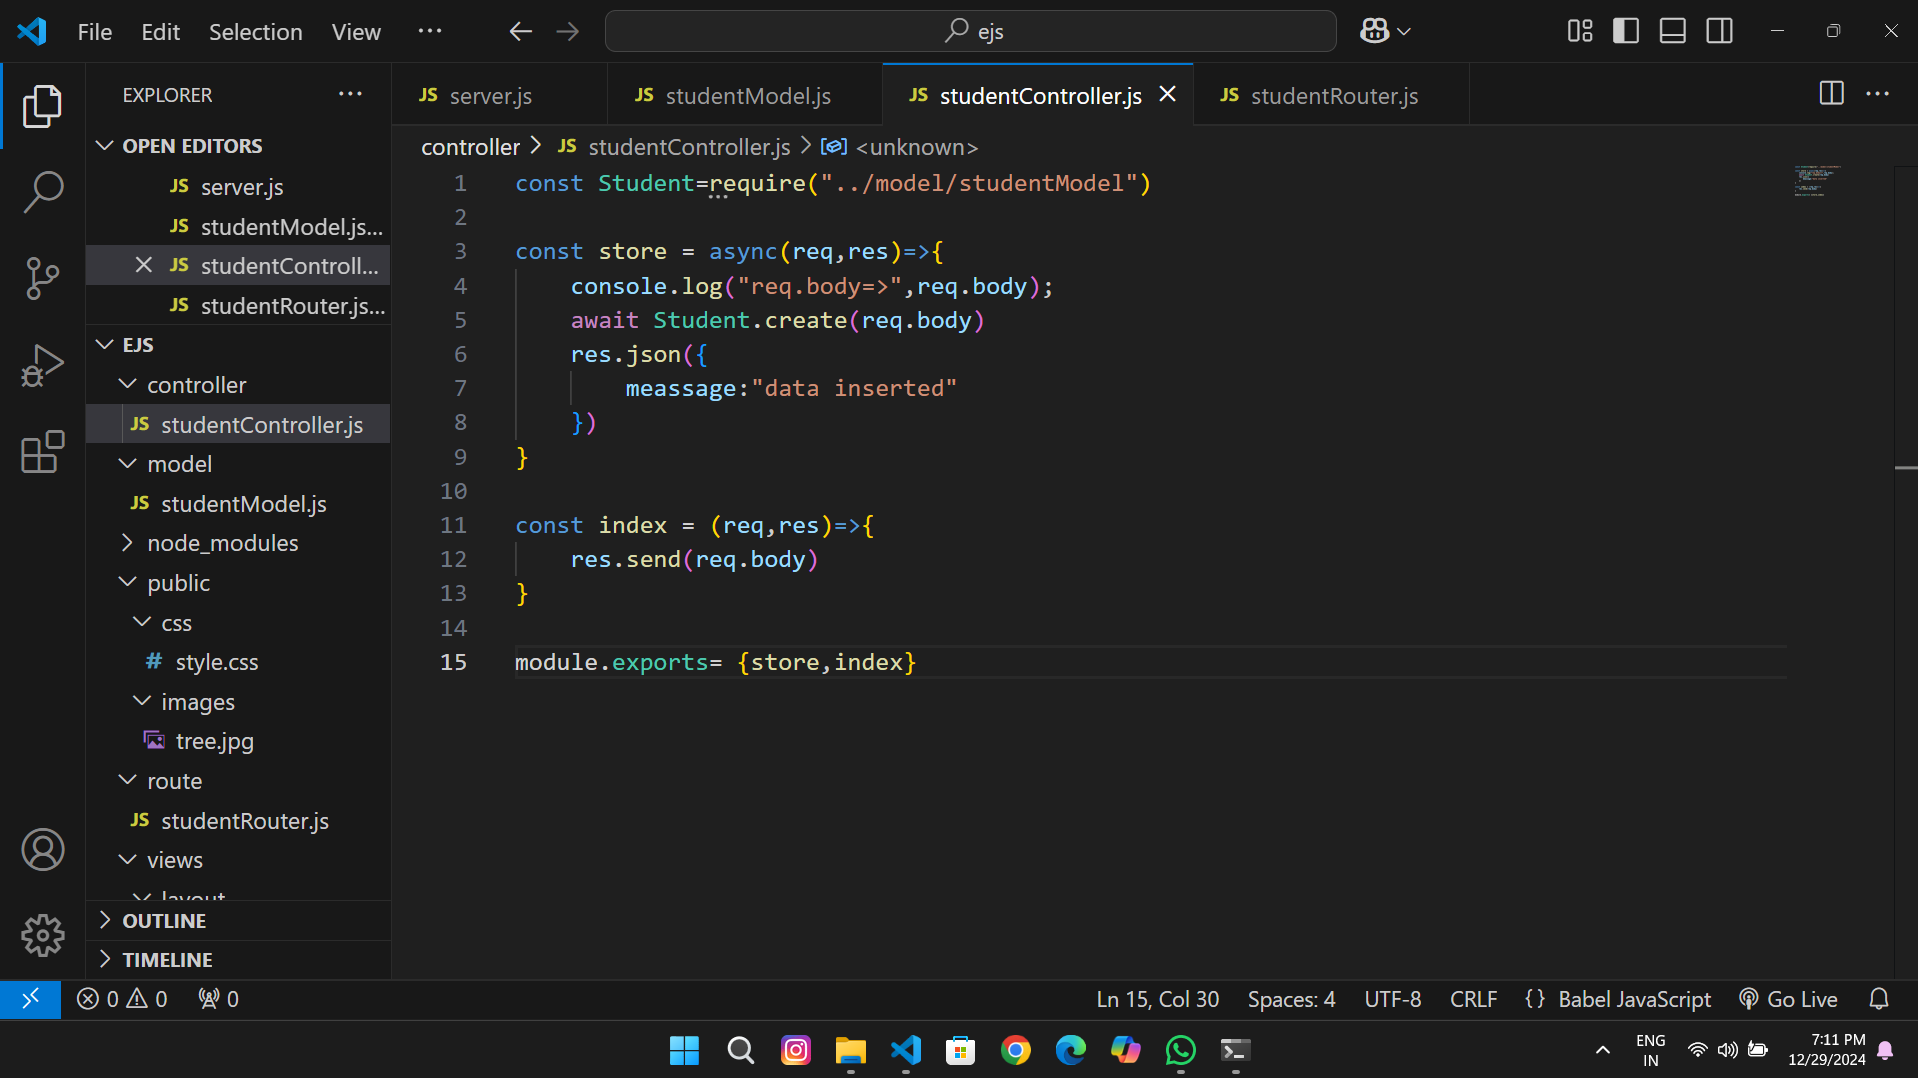 File Edit Selection View ··· ejs
EXPLORER ···
OPEN EDITORS
JS server.js
JS studentModel.js...
JS studentControll...
JS studentRouter.js...
EJS
controller
JS studentController.js
model
JS studentModel.js
node_modules
public
css
# style.css
images
tree.jpg
route
JS studentRouter.js
views
layout
OUTLINE
TIMELINE
JS server.js JS studentModel.js JS studentController.js JS studentRouter.js
controller > JS studentController.js > <unknown>
1 const Student=require("../model/studentModel")
2
3 const store = async(req,res)=>{
4 console.log("req.body=>",req.body);
5 await Student.create(req.body)
6 res.json({
7 meassage:"data inserted"
8 })
9 }
10
11 const index = (req,res)=>{
12 res.send(req.body)
13 }
14
15 module.exports= {store,index}
0 0 0 Ln 15, Col 30 Spaces: 4 UTF-8 CRLF {} Babel JavaScript Go Live
ENG 7:11 PM
IN 12/29/2024